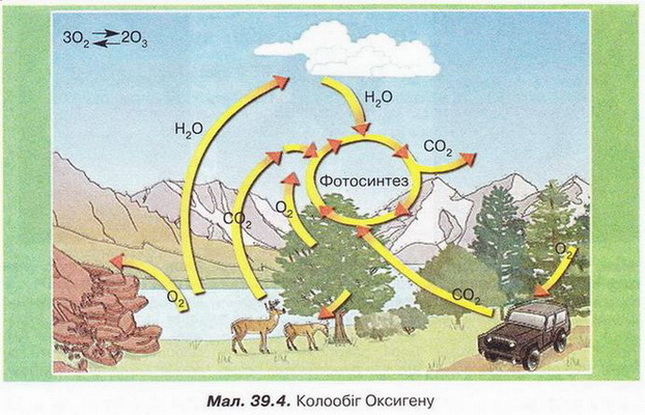 3O₂ ⇄ 2O₃
H₂O
H₂O
CO₂
Фотосинтез
CO₂
O₂
O₂
O₂
CO₂
Мал. 39.4. Колообіг Оксигену